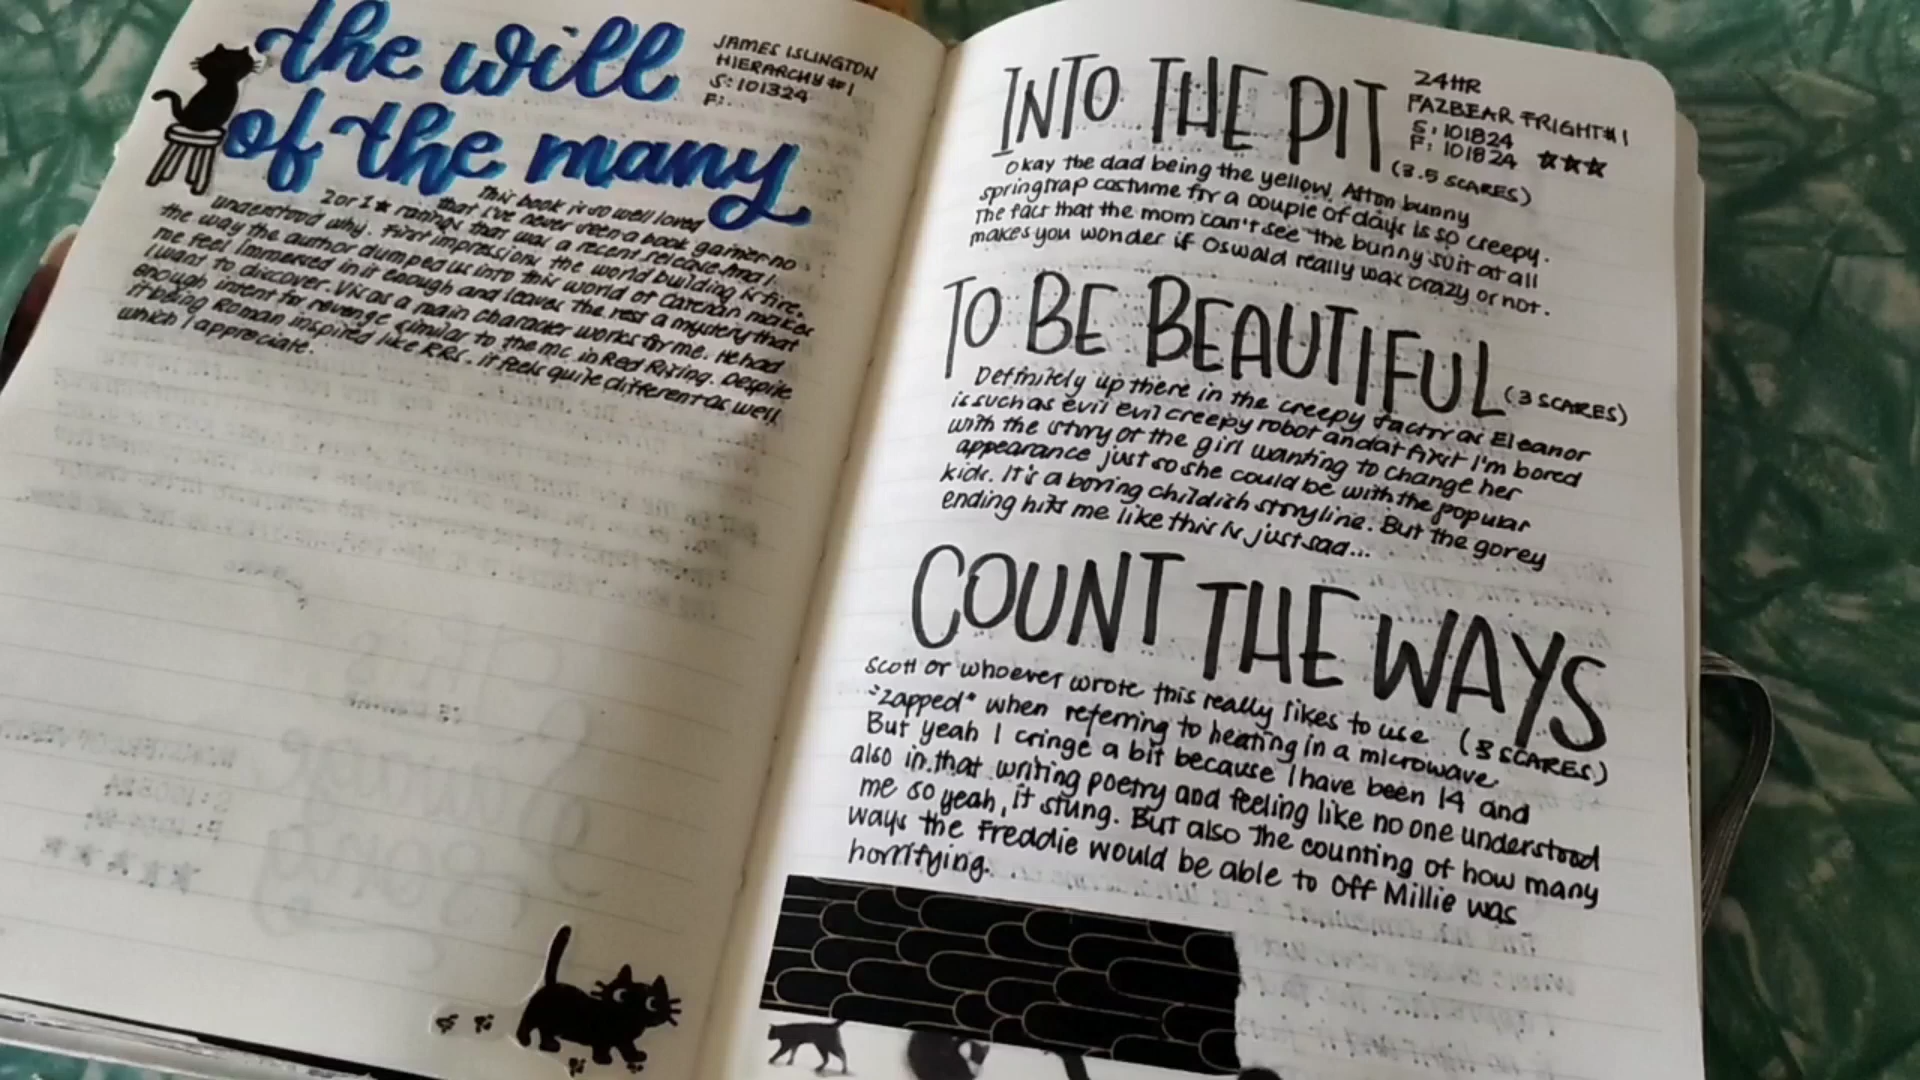 the will
of the many
JAMES ISLINGTON
HIERARCHY #1
S: 101324
F:
This book is so well loved
that I've never seen a book garner no
2 or 1★ rating that was a recent release. And I
understood why. First impression: the world building is fire.
the way the author dumped us into this world of Catenan makes
me feel immersed in it enough and leaves the rest a mystery that
I want to discover. Vis as a main character works for me. He had
enough intent for revenge similar to the mc in Red Rising. Despite
it being Roman inspired like RRS. it feels quite different as well,
which I appreciate.
INTO THE PIT
24HR
FAZBEAR FRIGHT #1
S: 101824
F: 101824 ★★★
(3.5 SCARES)
Okay the dad being the yellow, Afton bunny
springtrap costume for a couple of days is so creepy.
The fact that the mom can't see the bunny suit at all
makes you wonder if Oswald really was crazy or not.
TO BE BEAUTIFUL
(3 SCARES)
Definitely up there in the creepy factor as Eleanor
is such as evil evil creepy robot and at first I'm bored
with the story of the girl wanting to change her
appearance just so she could be with the popular
kids. It's a boring childish storyline. But the gorey
ending hits me like this is just sad...
COUNT THE WAYS
Scott or whoever wrote this really likes to use
"zapped" when referring to heating in a microwave
(3 SCARES)
But yeah I cringe a bit because I have been 14 and
also in that writing poetry and feeling like no one understood
me so yeah, it stung. But also the counting of how many
ways the Freddie would be able to off Millie was
horrifying.